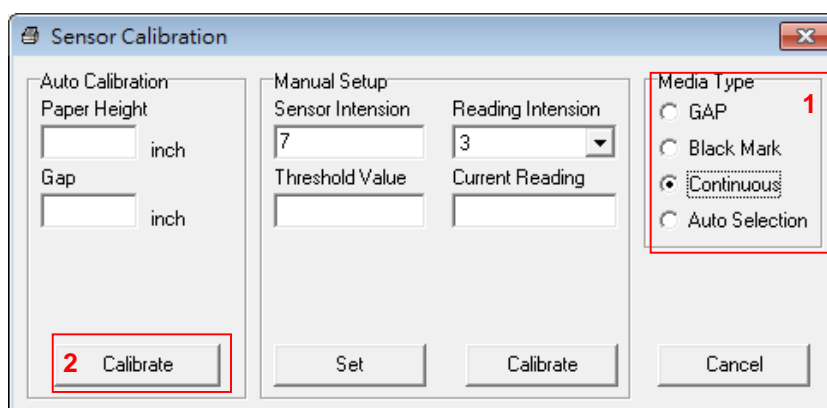 Sensor Calibration
Auto Calibration
Paper Height
inch
Gap
inch
2 Calibrate
Manual Setup
Sensor Intension Reading Intension
7 3
Threshold Value Current Reading
Set Calibrate
Media Type
1
GAP
Black Mark
Continuous
Auto Selection
Cancel